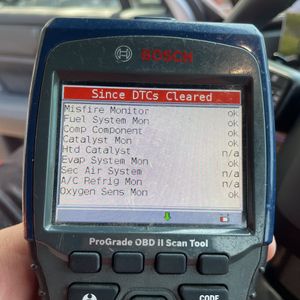 BOSCH
Since DTCs Cleared
Misfire Monitor ok
Fuel System Mon ok
Comp Component ok
Catalyst Mon ok
Htd Catalyst n/a
Evap System Mon ok
Sec Air System n/a
A/C Refrig Mon n/a
Oxygen Sens Mon ok
ProGrade OBD II Scan Tool
CODE